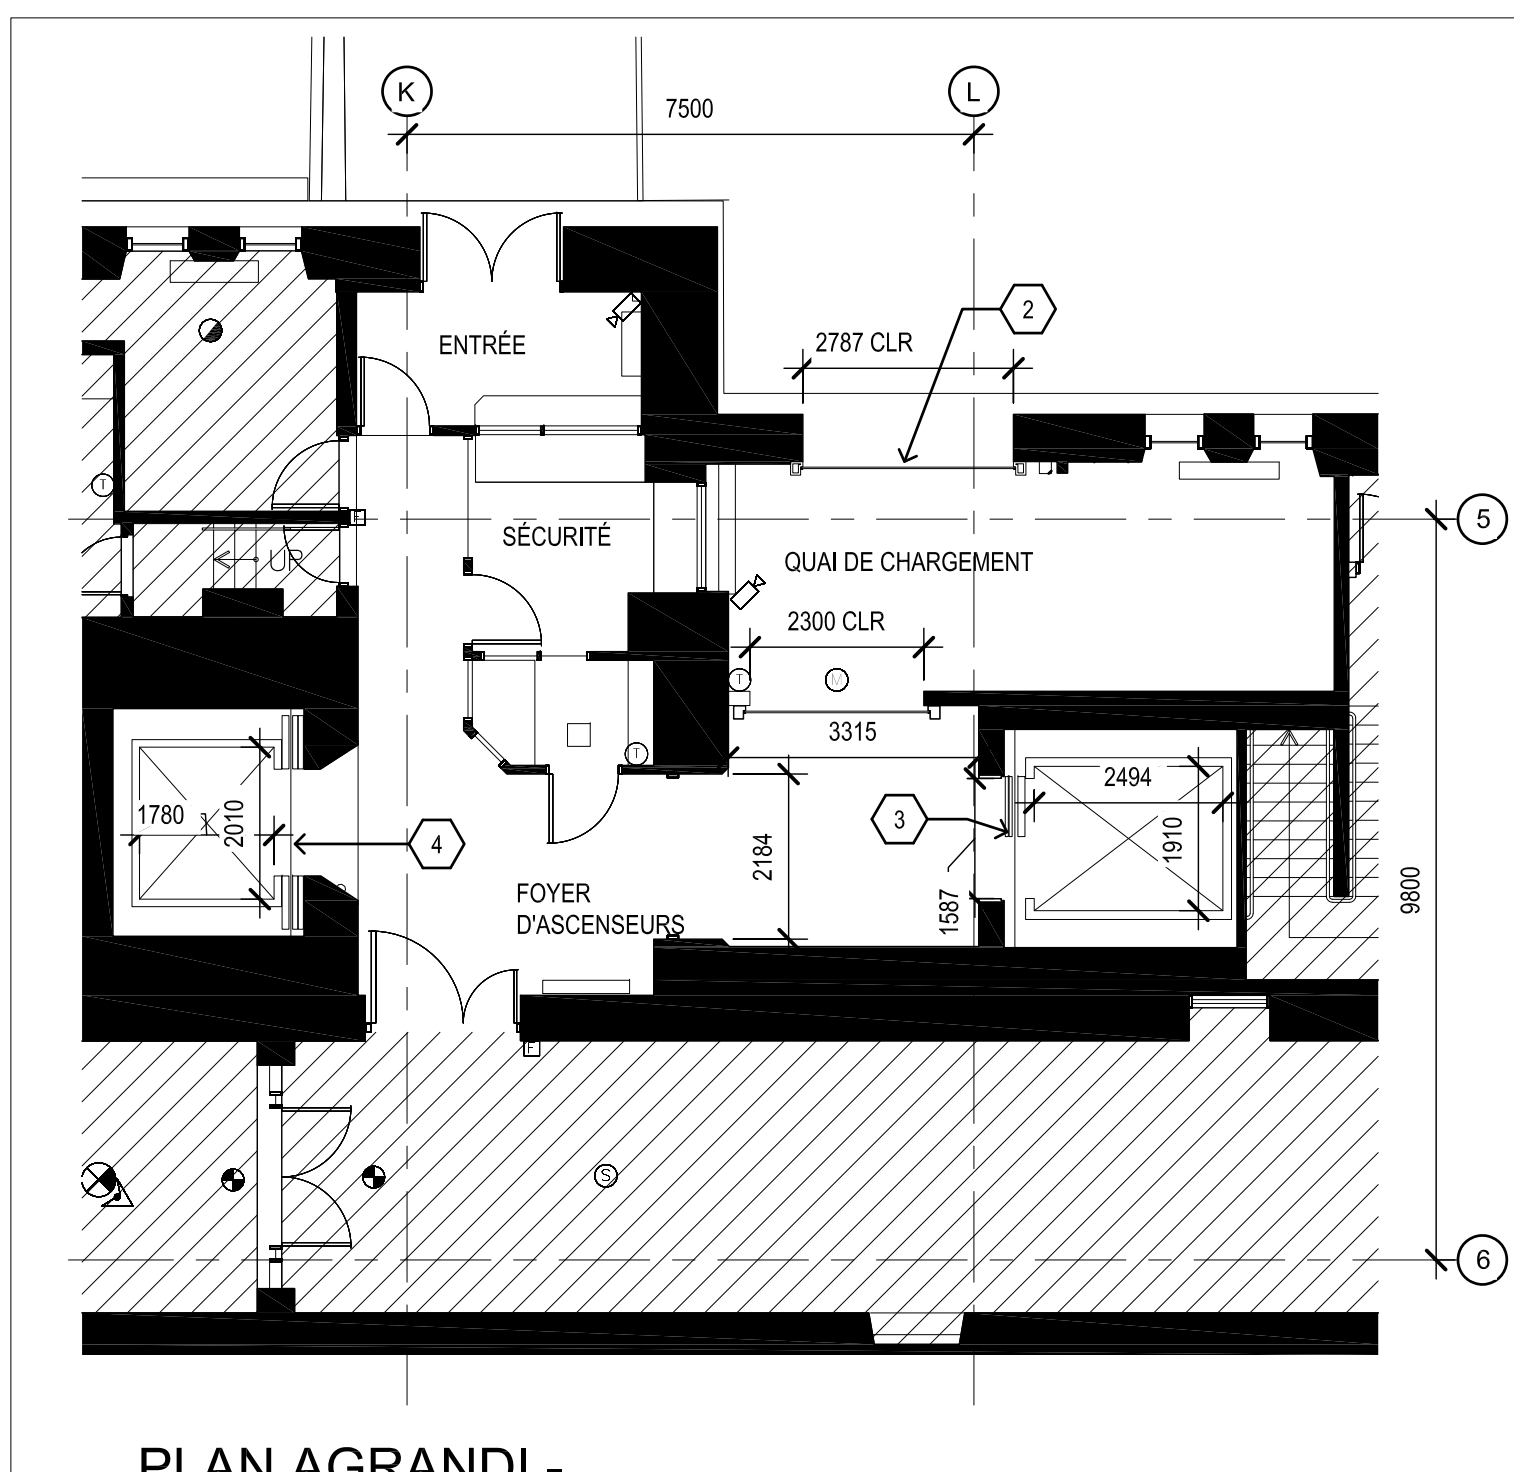 K
L
7500
2
2787 CLR
ENTRÉE
T
F
5
UP
SÉCURITÉ
QUAI DE CHARGEMENT
2300 CLR
T
M
T
3315
1780
2010
4
3
2494
1910
2184
1587
9800
FOYER
D'ASCENSEURS
F
S
6
PLAN AGRANDI -